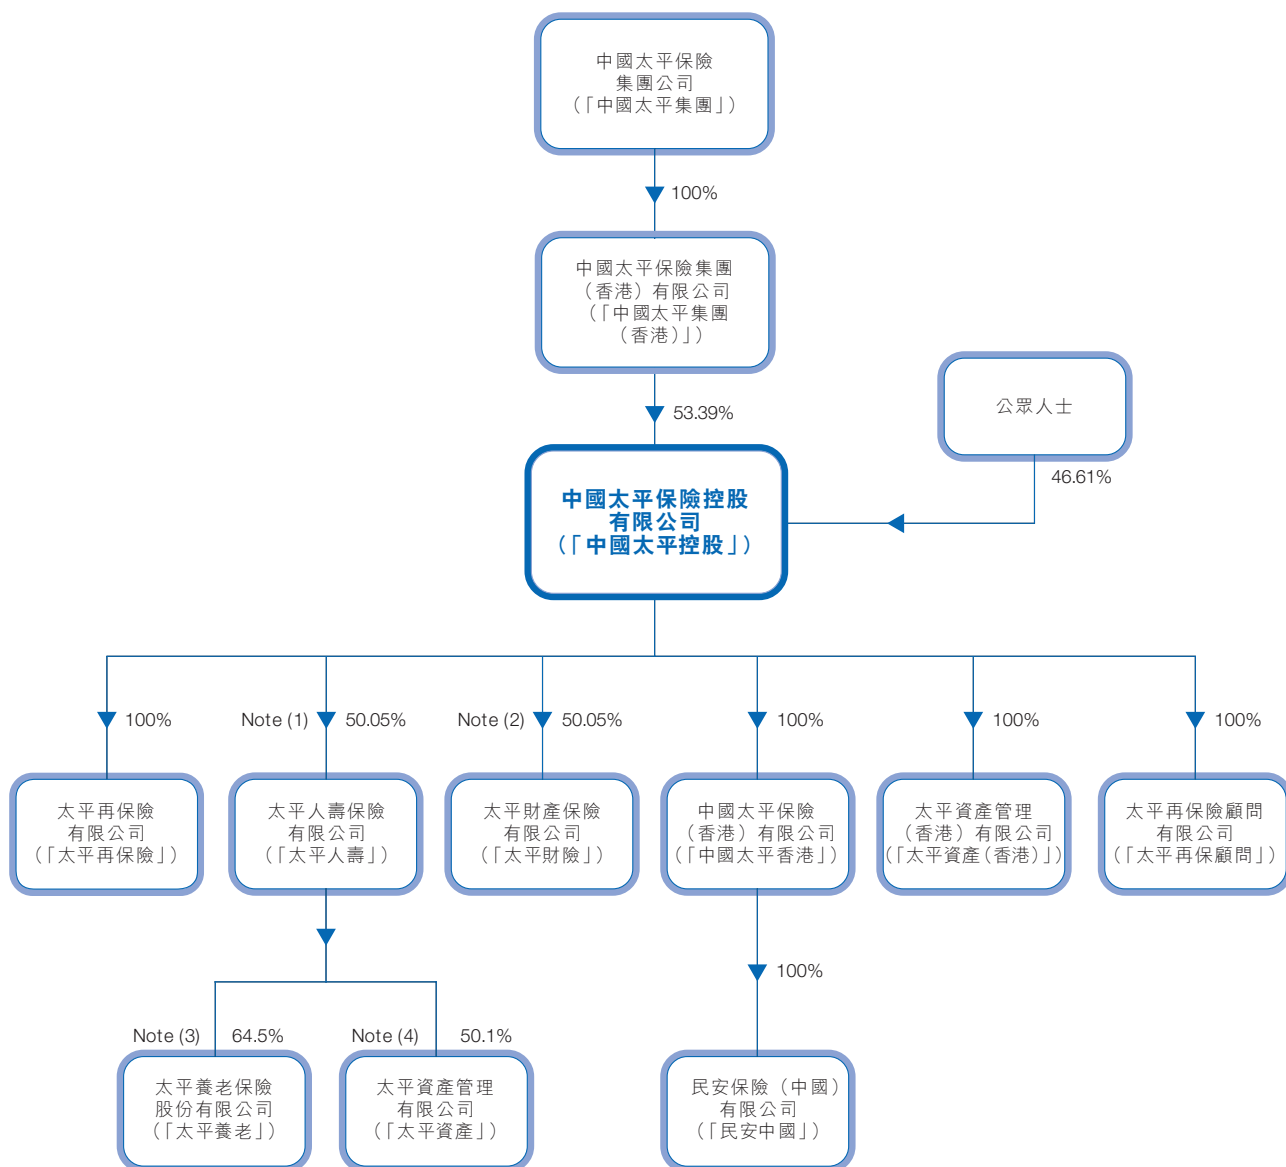 中國太平保險
集團公司
（「中國太平集團」）
100%
中國太平保險集團
（香港）有限公司
（「中國太平集團
（香港）」）
53.39%
公眾人士
46.61%
中國太平保險控股
有限公司
（「中國太平控股」）
100%
Note (1) 50.05%
Note (2) 50.05%
100%
100%
100%
太平再保險
有限公司
（「太平再保險」）
太平人壽保險
有限公司
（「太平人壽」）
太平財產保險
有限公司
（「太平財險」）
中國太平保險
（香港）有限公司
（「中國太平香港」）
太平資產管理
（香港）有限公司
（「太平資產（香港）」）
太平再保險顧問
有限公司
（「太平再保顧問」）
100%
Note (3) 64.5%
Note (4) 50.1%
太平養老保險
股份有限公司
（「太平養老」）
太平資產管理
有限公司
（「太平資產」）
民安保險（中國）
有限公司
（「民安中國」）